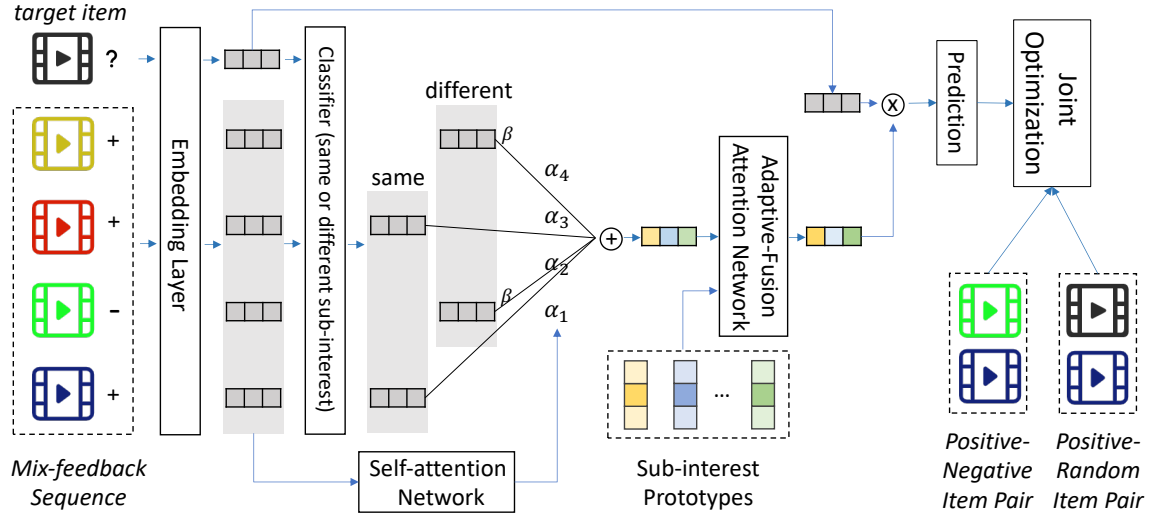 target item
?
+
+
-
+
Mix-feedback
Sequence
Embedding Layer
Classifier (same or different sub-interest)
same
different
β
β
α4
α3
α2
α1
Self-attention
Network
+
Sub-interest
Prototypes
...
Adaptive-Fusion
Attention Network
x
Prediction
Joint
Optimization
Positive-
Negative
Item Pair
Positive-
Random
Item Pair